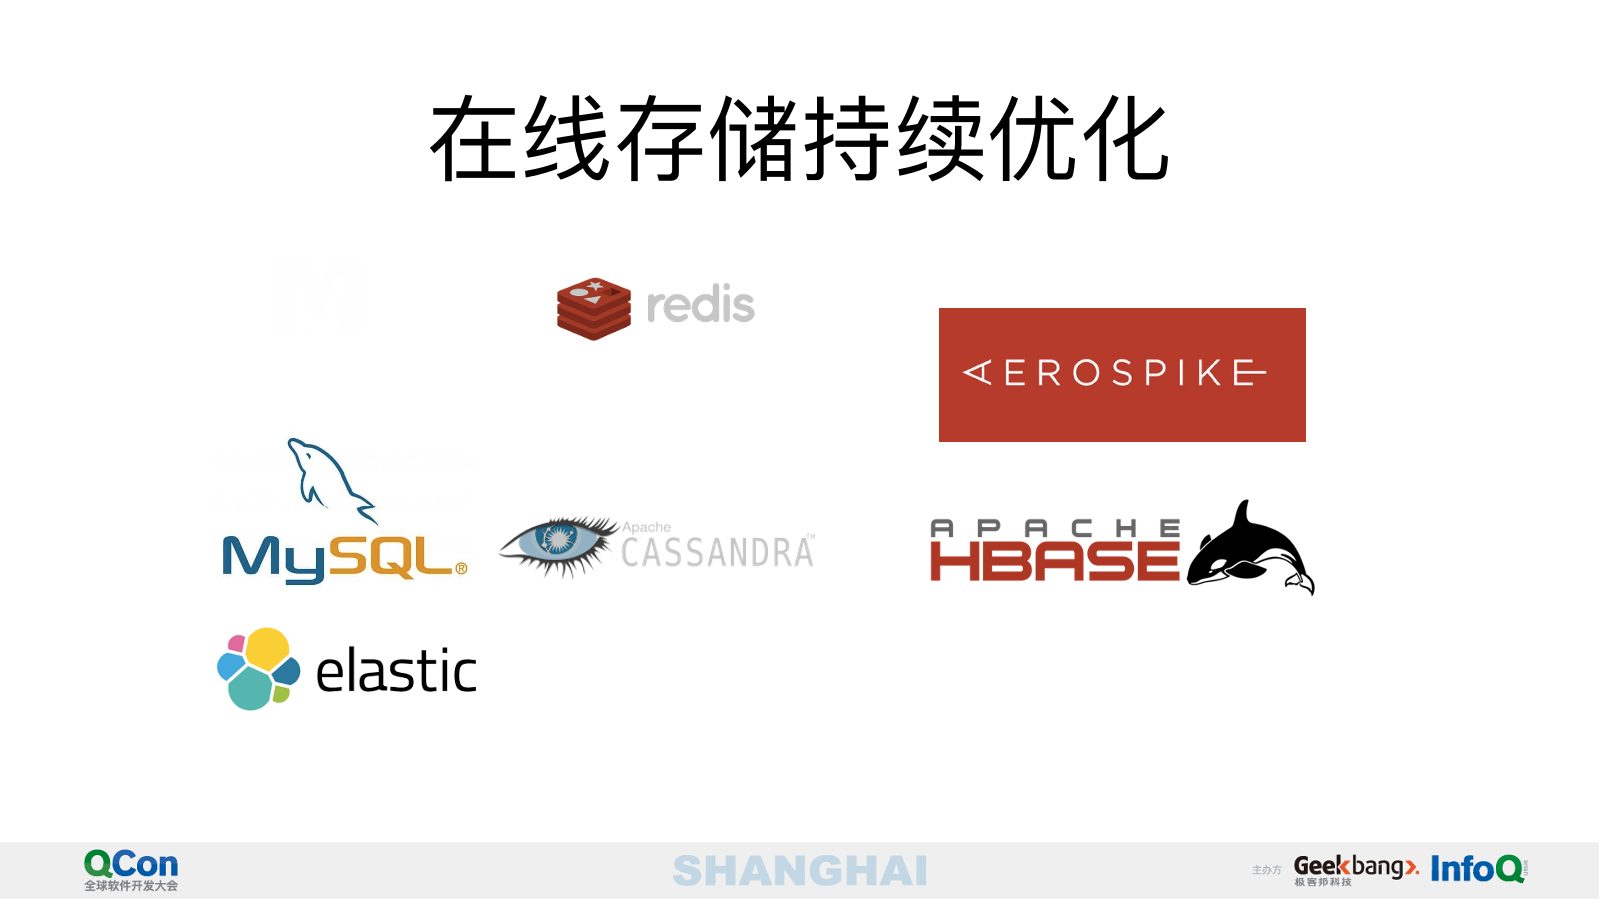 在线存储持续优化
redis
AEROSPIKE
MySQL®
Apache
CASSANDRA™
APACHE
HBASE
elastic
QCon
全球软件开发大会
SHANGHAI
主办方
Geekbang>.
极客邦科技
InfoQ